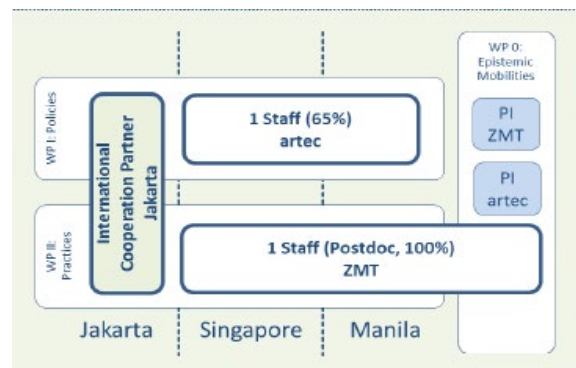 WP 0:
Epistemic
Mobilities
WP I: Policies
International
Cooperation Partner
Jakarta
1 Staff (65%)
artec
PI
ZMT
PI
artec
WP II:
Practices
1 Staff (Postdoc, 100%)
ZMT
Jakarta
Singapore
Manila